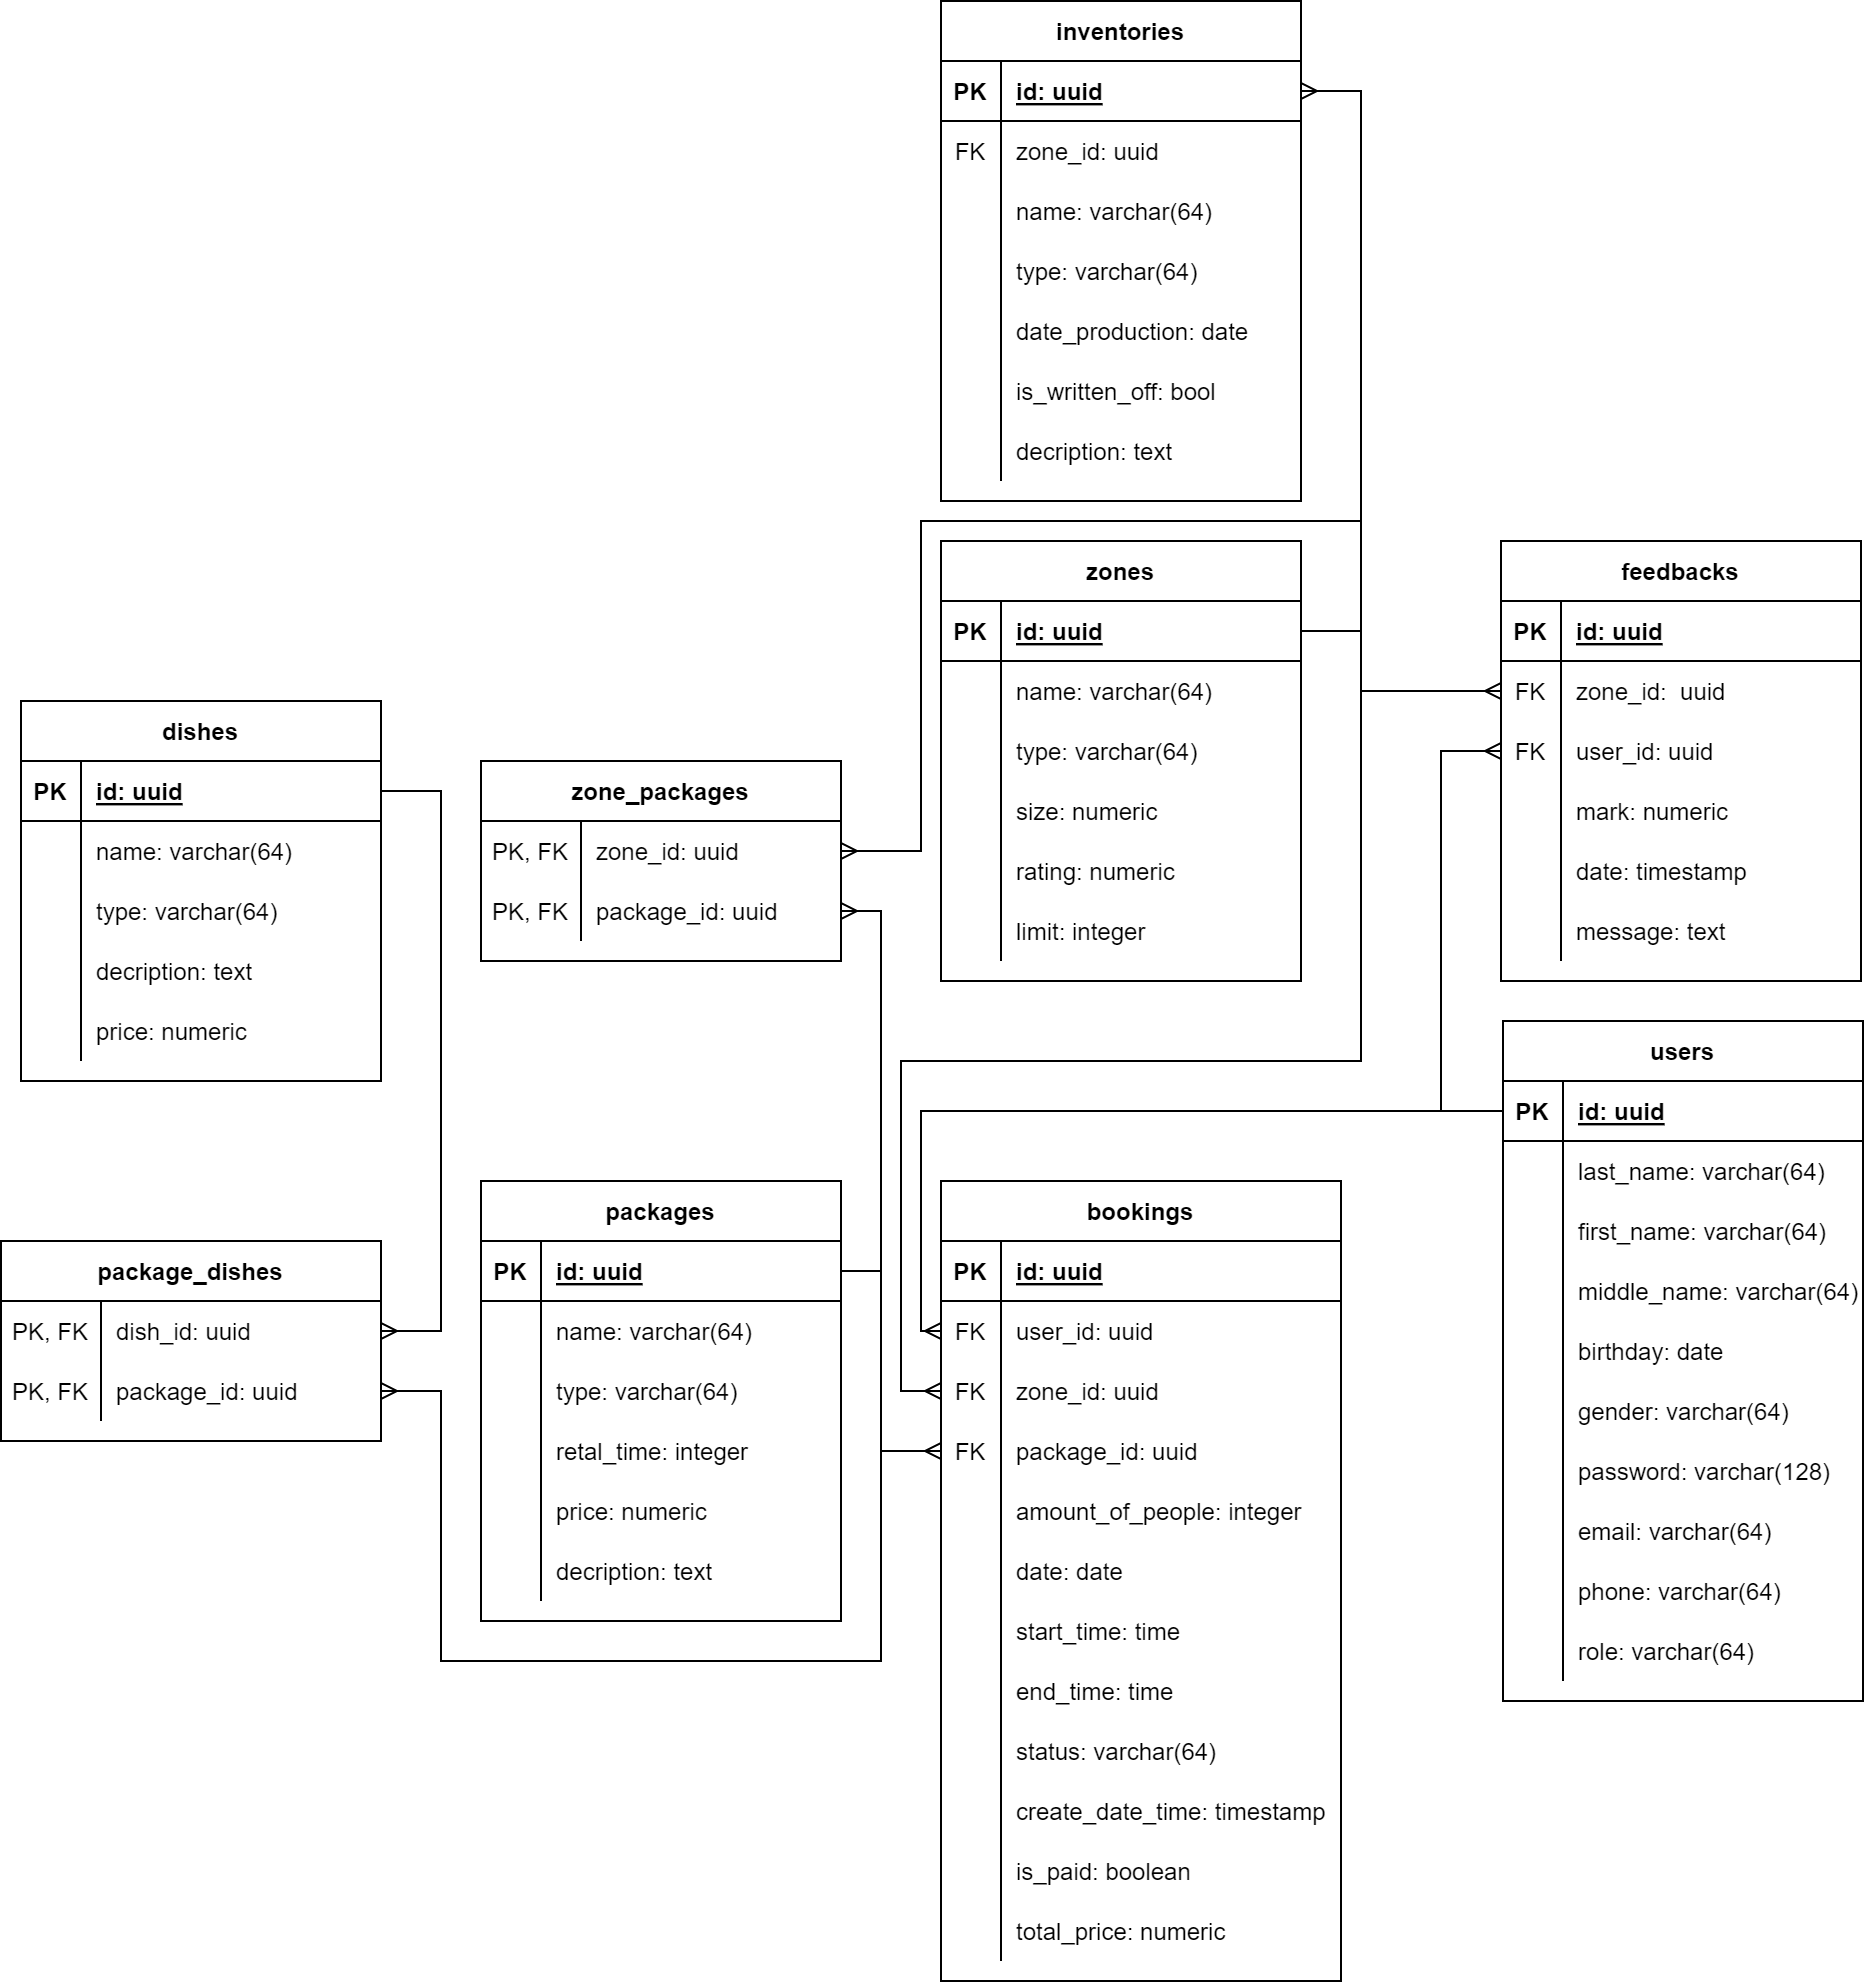 inventories
PK id: uuid
FK zone_id: uuid
name: varchar(64)
type: varchar(64)
date_production: date
is_written_off: bool
decription: text
zones
PK id: uuid
name: varchar(64)
type: varchar(64)
size: numeric
rating: numeric
limit: integer
feedbacks
PK id: uuid
FK zone_id: uuid
FK user_id: uuid
mark: numeric
date: timestamp
message: text
dishes
PK id: uuid
name: varchar(64)
type: varchar(64)
decription: text
price: numeric
zone_packages
PK, FK zone_id: uuid
PK, FK package_id: uuid
users
PK id: uuid
last_name: varchar(64)
first_name: varchar(64)
middle_name: varchar(64)
birthday: date
gender: varchar(64)
password: varchar(128)
email: varchar(64)
phone: varchar(64)
role: varchar(64)
package_dishes
PK, FK dish_id: uuid
PK, FK package_id: uuid
packages
PK id: uuid
name: varchar(64)
type: varchar(64)
retal_time: integer
price: numeric
decription: text
bookings
PK id: uuid
FK user_id: uuid
FK zone_id: uuid
FK package_id: uuid
amount_of_people: integer
date: date
start_time: time
end_time: time
status: varchar(64)
create_date_time: timestamp
is_paid: boolean
total_price: numeric